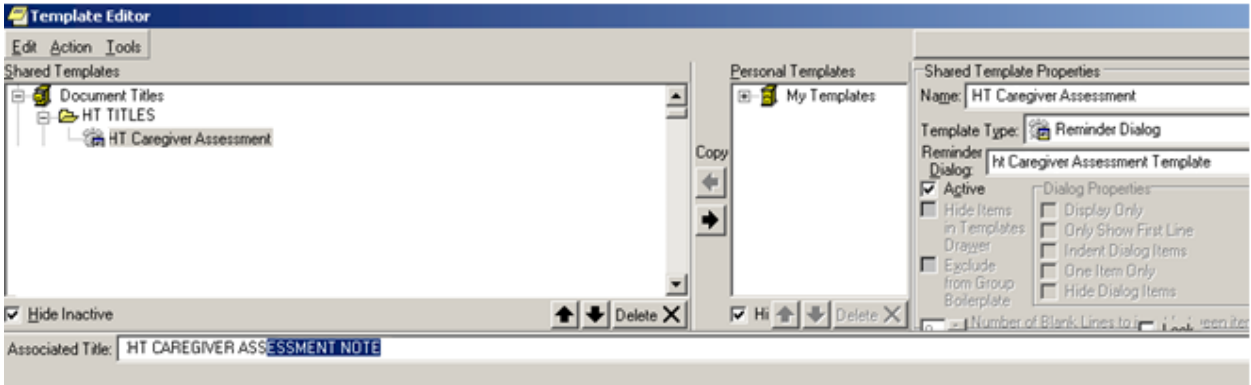 Template Editor
Edit Action Tools
Shared Templates
Document Titles
HT TITLES
HT Caregiver Assessment
Hide Inactive
Delete
Copy
Personal Templates
My Templates
Hi
Delete
Shared Template Properties
Name: HT Caregiver Assessment
Template Type: Reminder Dialog
Reminder
Dialog: ht Caregiver Assessment Template
Active
Hide Items
in Templates
Drawer
Exclude
from Group
Boilerplate
Dialog Properties
Display Only
Only Show First Line
Indent Dialog Items
One Item Only
Hide Dialog Items
Number of Blank Lines to
Lock
Associated Title: HT CAREGIVER ASSESSMENT NOTE